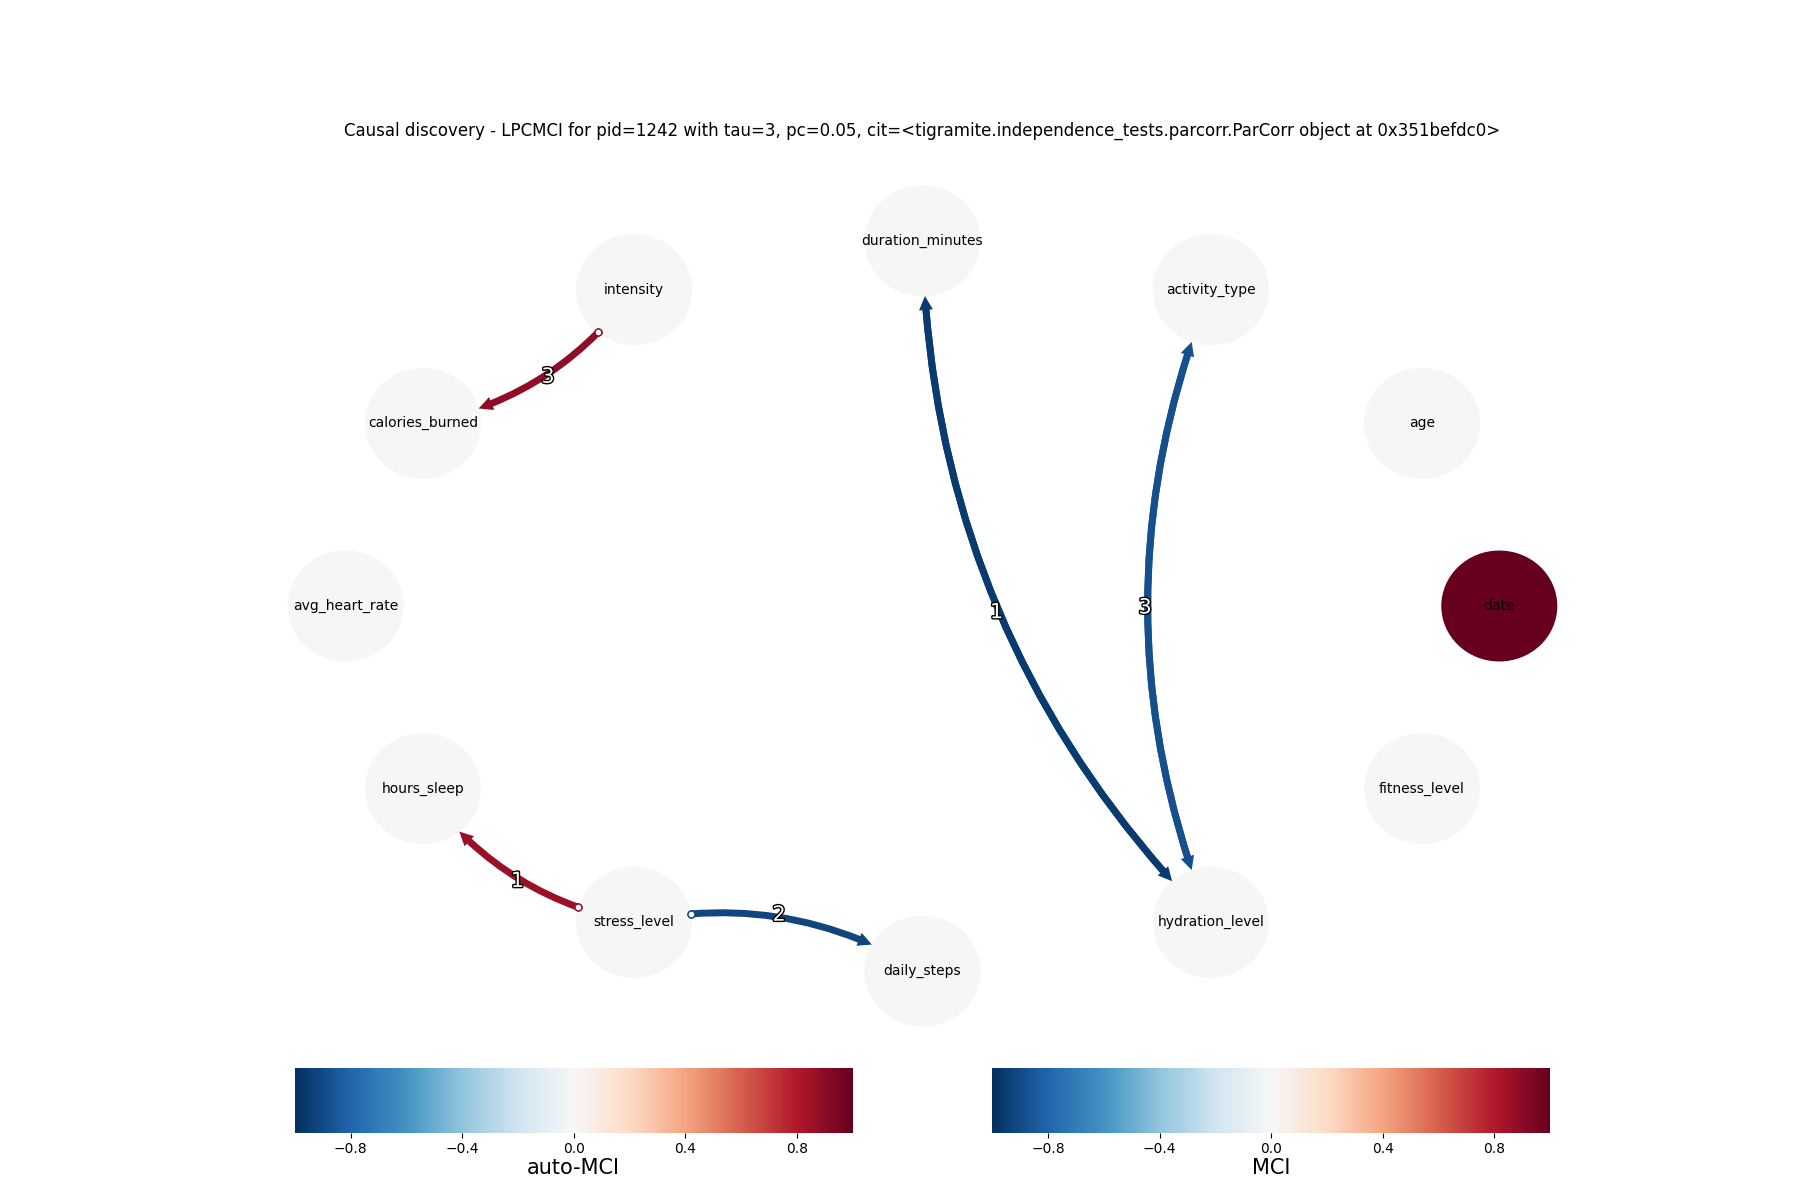 Causal discovery - LPCMCI for pid=1242 with tau=3, pc=0.05, cit=<tigramite.independence_tests.parcorr.ParCorr object at 0x351befdc0>
duration_minutes
intensity
activity_type
3
calories_burned
age
avg_heart_rate
1
3
date
hours_sleep
fitness_level
1
stress_level
2
hydration_level
daily_steps
−0.8 −0.4 0.0 0.4 0.8
auto-MCI
−0.8 −0.4 0.0 0.4 0.8
MCI